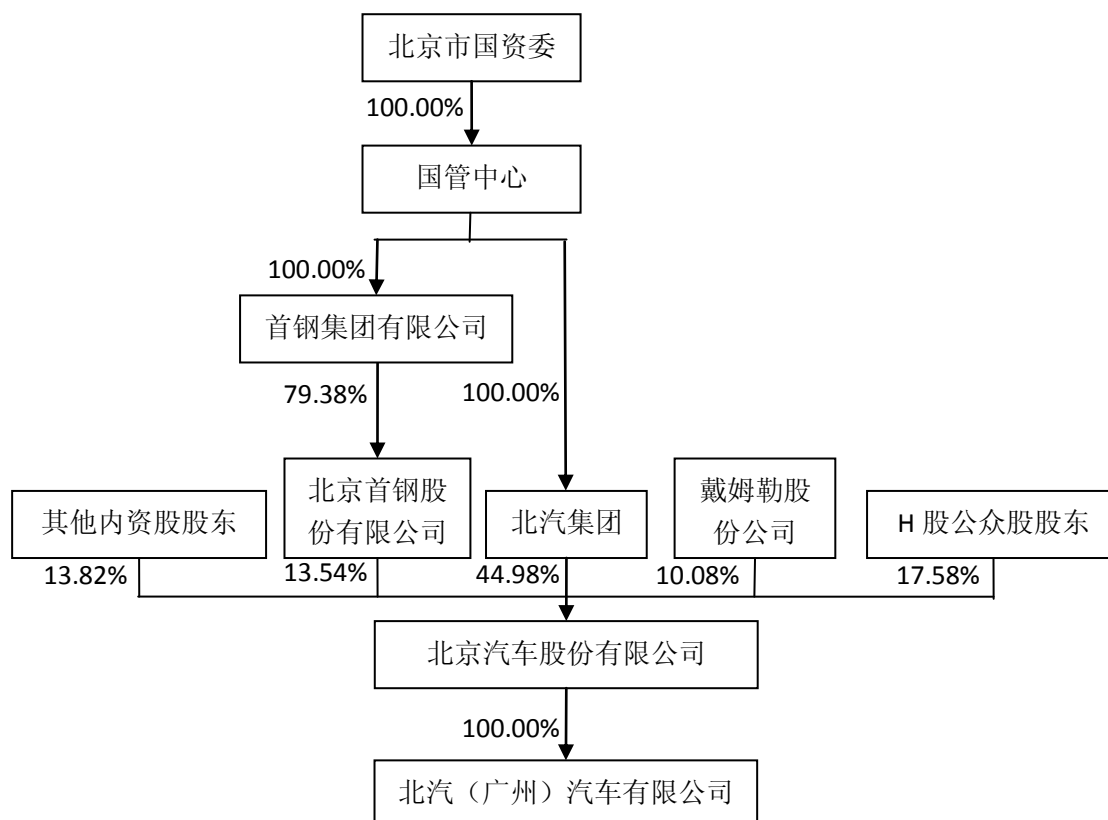 北京市国资委
100.00%
国管中心
100.00%
首钢集团有限公司
79.38%
100.00%
其他内资股股东
北京首钢股
份有限公司
北汽集团
戴姆勒股
份公司
H 股公众股股东
13.82%
13.54%
44.98%
10.08%
17.58%
北京汽车股份有限公司
100.00%
北汽（广州）汽车有限公司